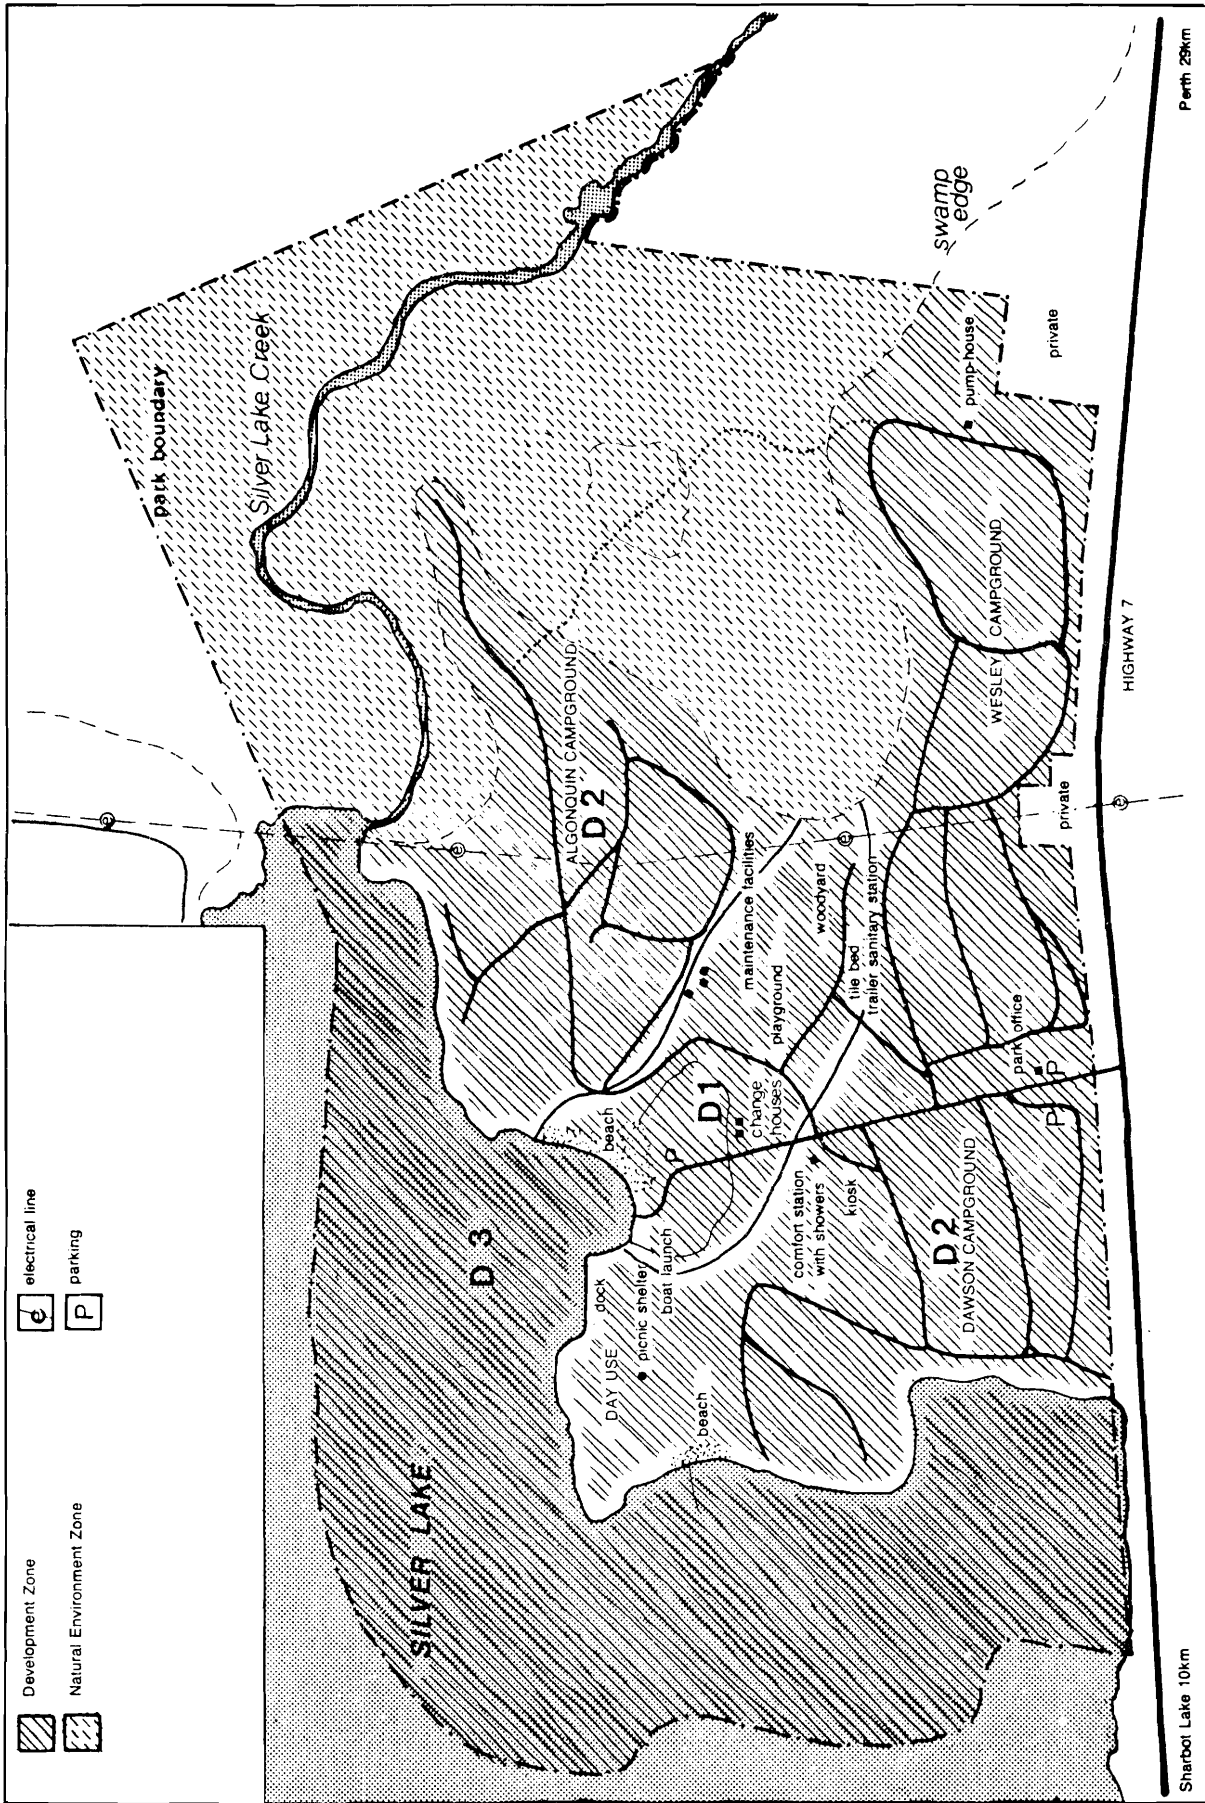 Development Zone
Natural Environment Zone
e electrical line
P parking
park boundary
Silver Lake Creek
swamp
edge
SILVER LAKE
D 3
ALGONQUIN CAMPGROUND
D2
e
e
e
e
beach
D1
P
change
houses
playground
maintenance facilities
woodyard
tile bed
trailer sanitary station
dock
DAY USE
picnic shelter
boat launch
beach
comfort station
with showers
kiosk
D2
DAWSON CAMPGROUND
park office
P
P
WESLEY CAMPGROUND
pump-house
private
private
HIGHWAY 7
Sharbot Lake 10km
Perth 29km